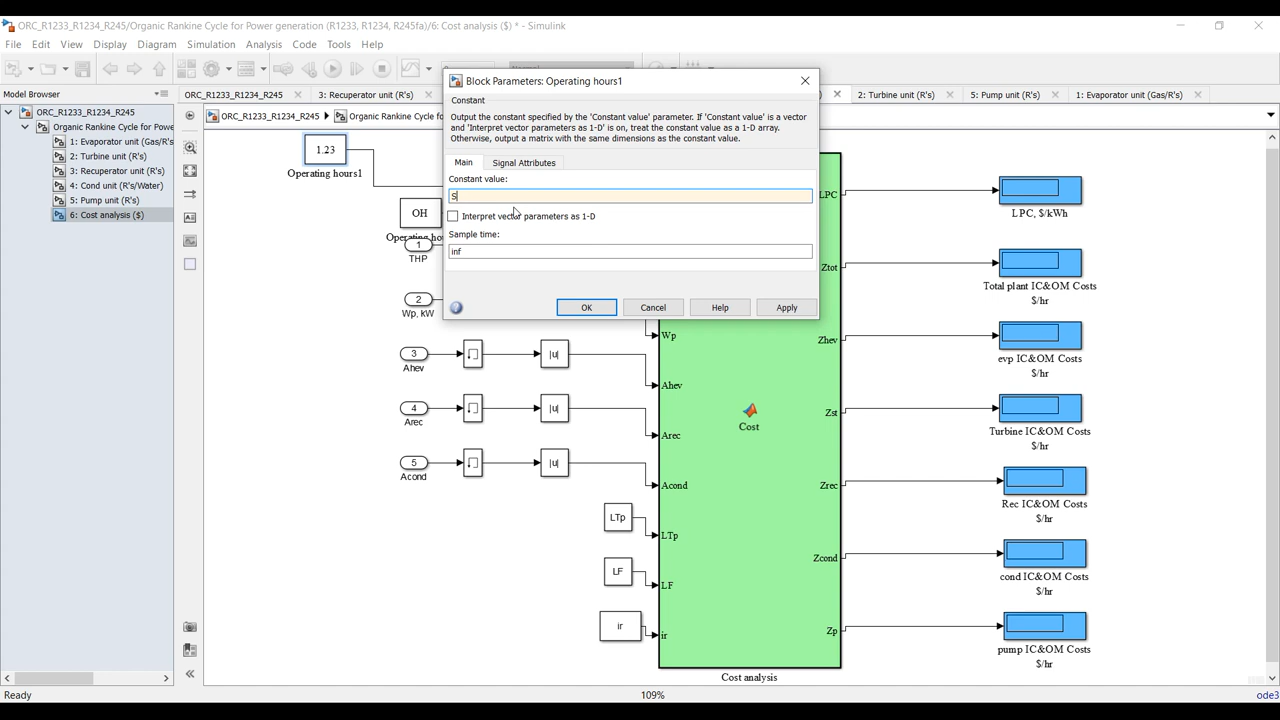 ORC_R1233_R1234_R245/Organic Rankine Cycle for Power generation (R1233, R1234, R245fa)/6: Cost analysis ($) * - Simulink
File Edit View Display Diagram Simulation Analysis Code Tools Help
Model Browser
ORC_R1233_R1234_R245
3: Recuperator unit (R's)
2: Turbine unit (R's)
5: Pump unit (R's)
1: Evaporator unit (Gas/R's)
ORC_R1233_R1234_R245
Organic Rankine Cycle fo
ORC_R1233_R1234_R245
Organic Rankine Cycle for Powe
1: Evaporator unit (Gas/R's
2: Turbine unit (R's)
3: Recuperator unit (R's)
4: Cond unit (R's/Water)
5: Pump unit (R's)
6: Cost analysis ($)
Block Parameters: Operating hours1
Constant
Output the constant specified by the 'Constant value' parameter. If 'Constant value' is a vector
and 'Interpret vector parameters as 1-D' is on, treat the constant value as a 1-D array.
Otherwise, output a matrix with the same dimensions as the constant value.
Main Signal Attributes
Constant value:
S
Interpret vector parameters as 1-D
Sample time:
inf
OK Cancel Help Apply
1.23
Operating hours1
OH
Operating hou
1
THP
2
Wp, kW
3
Ahev
|u|
4
Arec
|u|
5
Acond
|u|
LTp
LF
ir
Wp
Ahev
Arec
Acond
LTp
LF
ir
Cost
Cost analysis
LPC
Ztot
Zhev
Zst
Zrec
Zcond
Zp
LPC, $/kWh
Total plant IC&OM Costs
$/hr
evp IC&OM Costs
$/hr
Turbine IC&OM Costs
$/hr
Rec IC&OM Costs
$/hr
cond IC&OM Costs
$/hr
pump IC&OM Costs
$/hr
Ready
109%
ode3